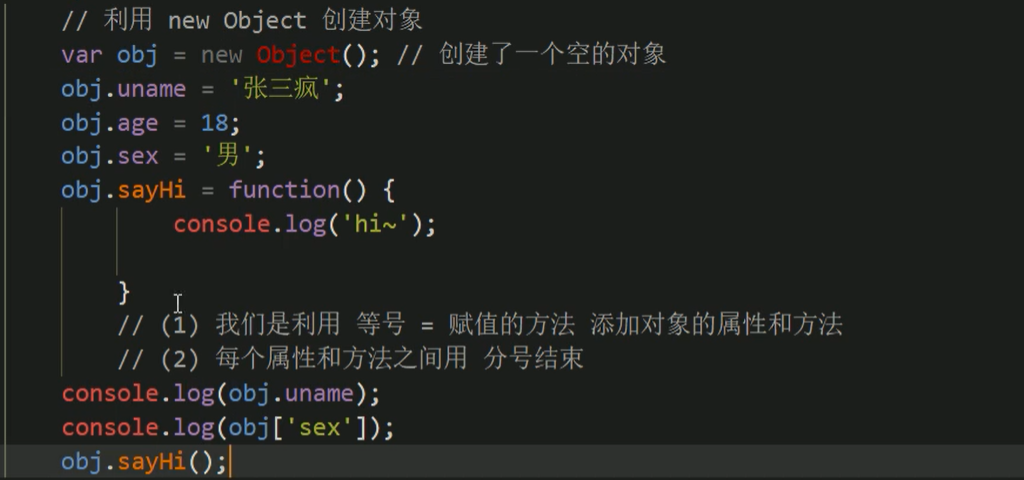 // 利用 new Object 创建对象
var obj = new Object(); // 创建了一个空的对象
obj.uname = '张三疯';
obj.age = 18;
obj.sex = '男';
obj.sayHi = function() {
console.log('hi~');
}
// (1) 我们是利用 等号 = 赋值的方法 添加对象的属性和方法
// (2) 每个属性和方法之间用 分号结束
console.log(obj.uname);
console.log(obj['sex']);
obj.sayHi();